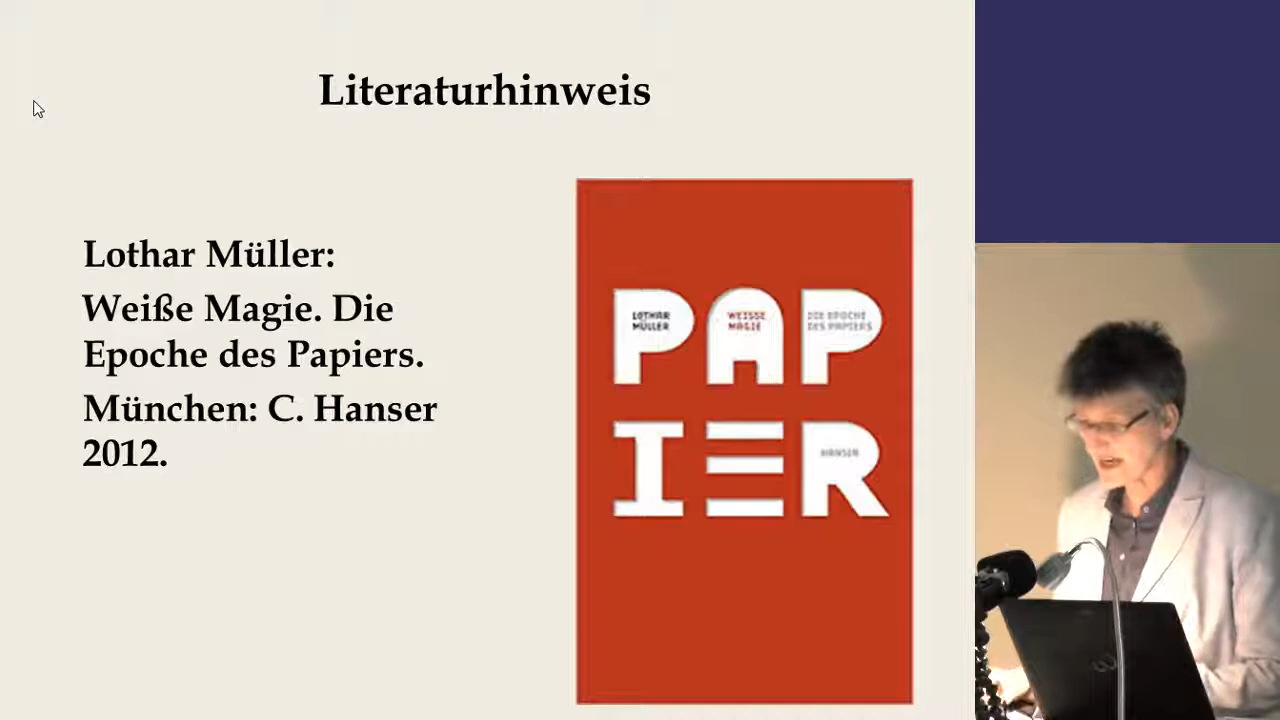 Literaturhinweis
Lothar Müller:
Weiße Magie. Die
Epoche des Papiers.
München: C. Hanser
2012.
PAP
LOTHAR
MÜLLER
WEISSE
MAGIE
DIE EPOCHE
DES PAPIERS
IER
HANSER